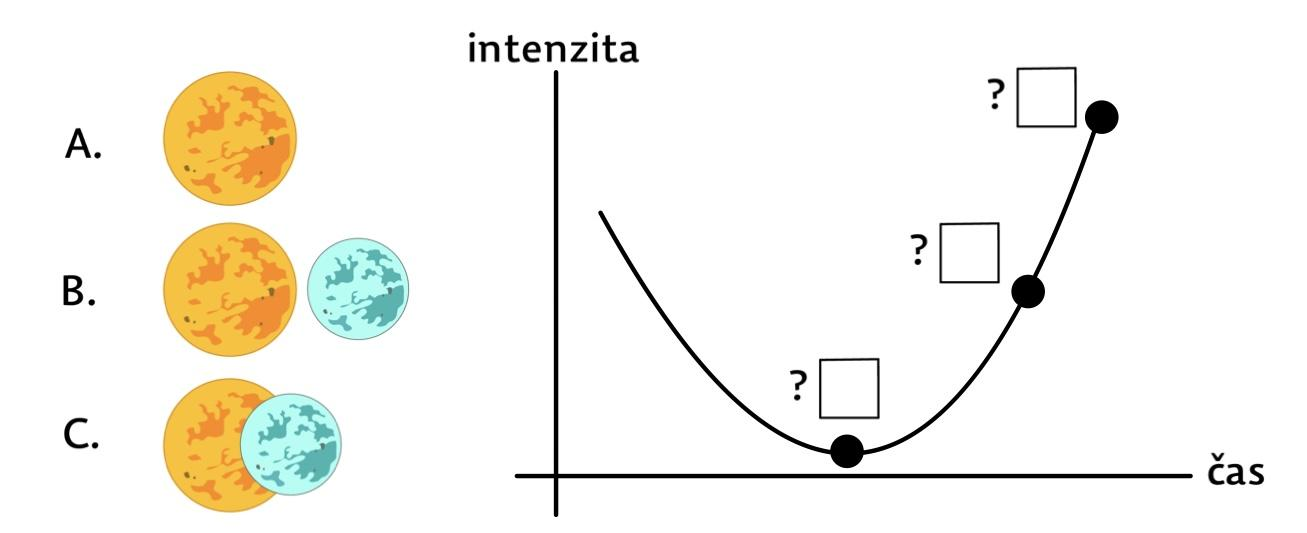 intenzita
A.
B.
C.
?
?
?
čas